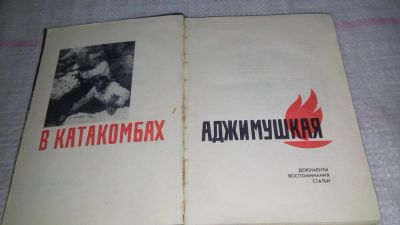 В КАТАКОМБАХ
АДЖИМУШКАЯ
ДОКУМЕНТЫ
ВОСПОМИНАНИЯ
СТАТЬИ